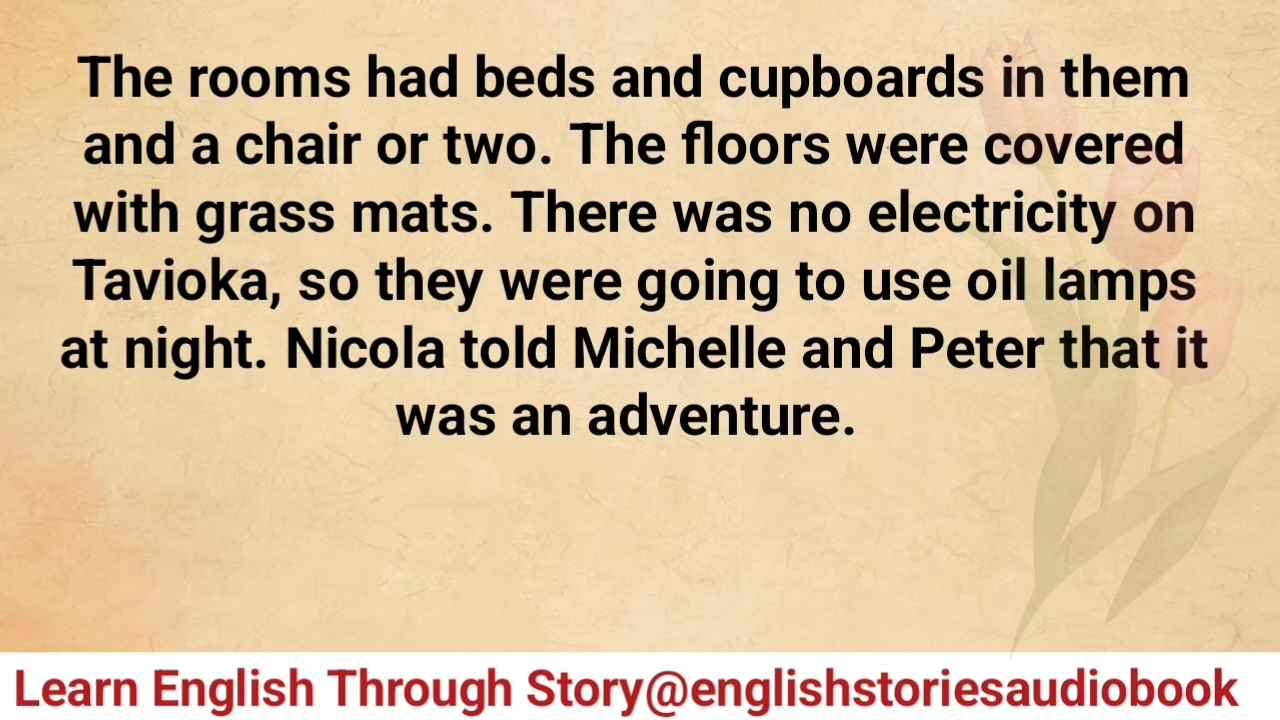 The rooms had beds and cupboards in them
and a chair or two. The floors were covered
with grass mats. There was no electricity on
Tavioka, so they were going to use oil lamps
at night. Nicola told Michelle and Peter that it
was an adventure.
Learn English Through Story@englishstoriesaudiobook